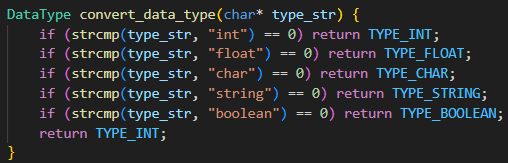 DataType convert_data_type(char* type_str) {
    if (strcmp(type_str, "int") == 0) return TYPE_INT;
    if (strcmp(type_str, "float") == 0) return TYPE_FLOAT;
    if (strcmp(type_str, "char") == 0) return TYPE_CHAR;
    if (strcmp(type_str, "string") == 0) return TYPE_STRING;
    if (strcmp(type_str, "boolean") == 0) return TYPE_BOOLEAN;
    return TYPE_INT;
}